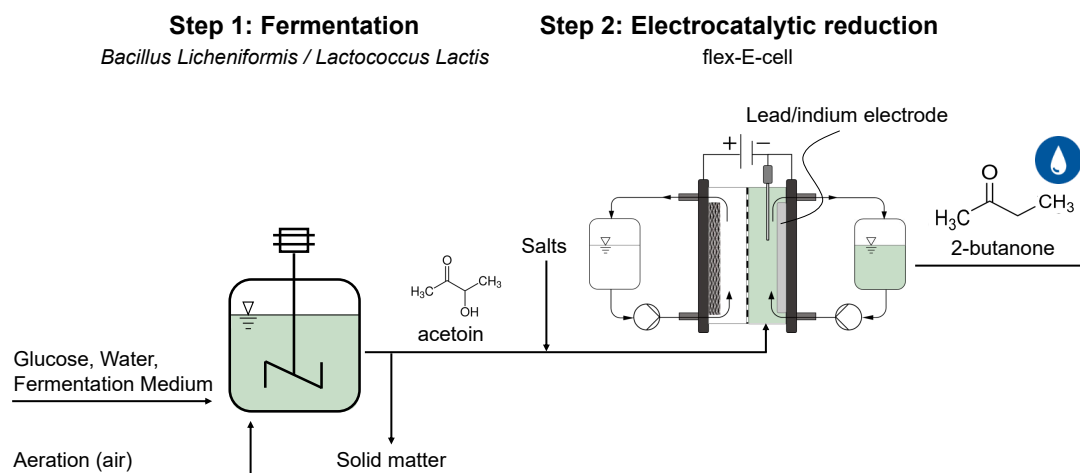 Step 1: Fermentation
Bacillus Licheniformis / Lactococcus Lactis
Step 2: Electrocatalytic reduction
flex-E-cell
Lead/indium electrode
+ −
O
H₃C
CH₃
OH
acetoin
Salts
O
H₃C
CH₃
2-butanone
Glucose, Water,
Fermentation Medium
Aeration (air)
Solid matter